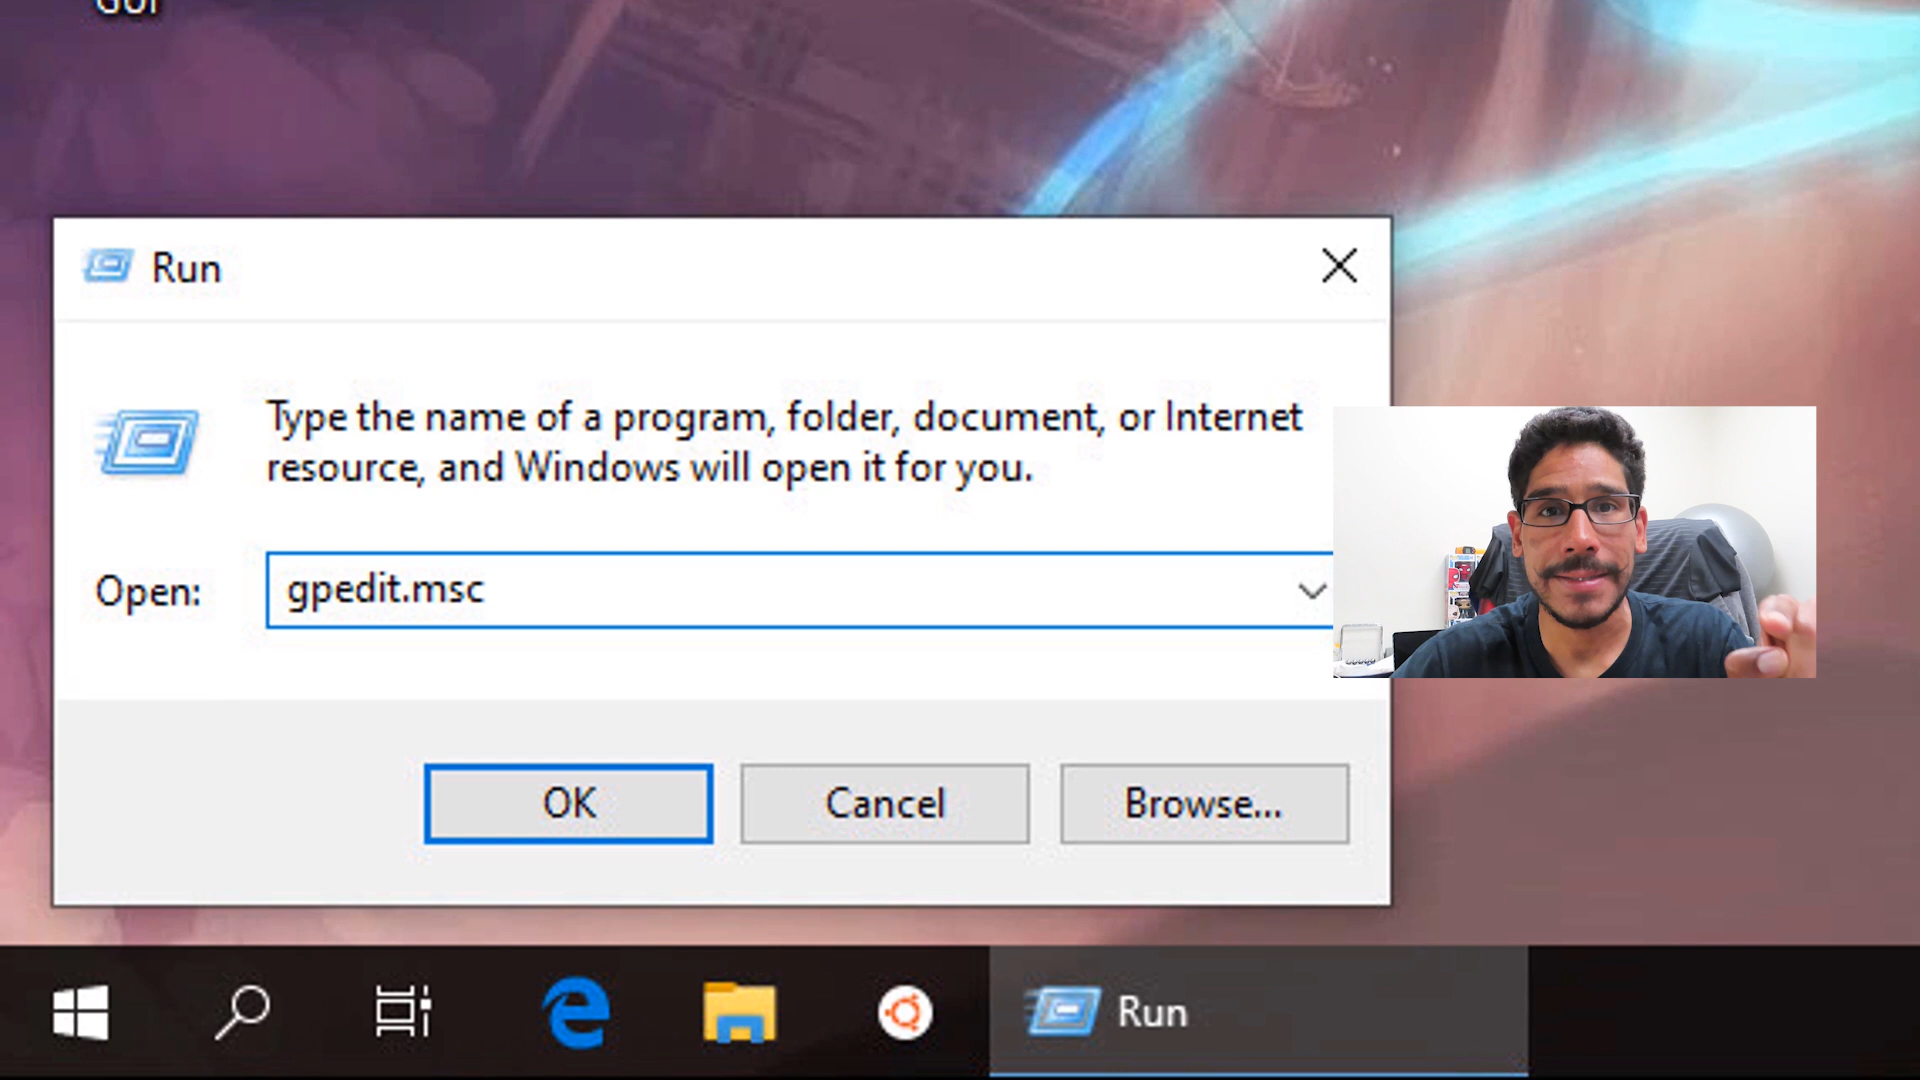 Run
Type the name of a program, folder, document, or Internet
resource, and Windows will open it for you.
Open:
gpedit.msc
OK
Cancel
Browse...
Run